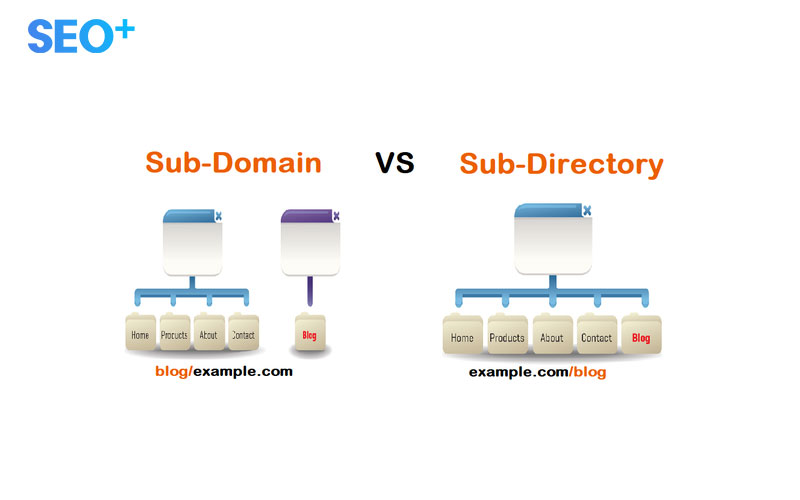 SEO+
Sub-Domain VS Sub-Directory
Home Products About Contact Blog
Home Products About Contact Blog
blog/example.com
example.com/blog